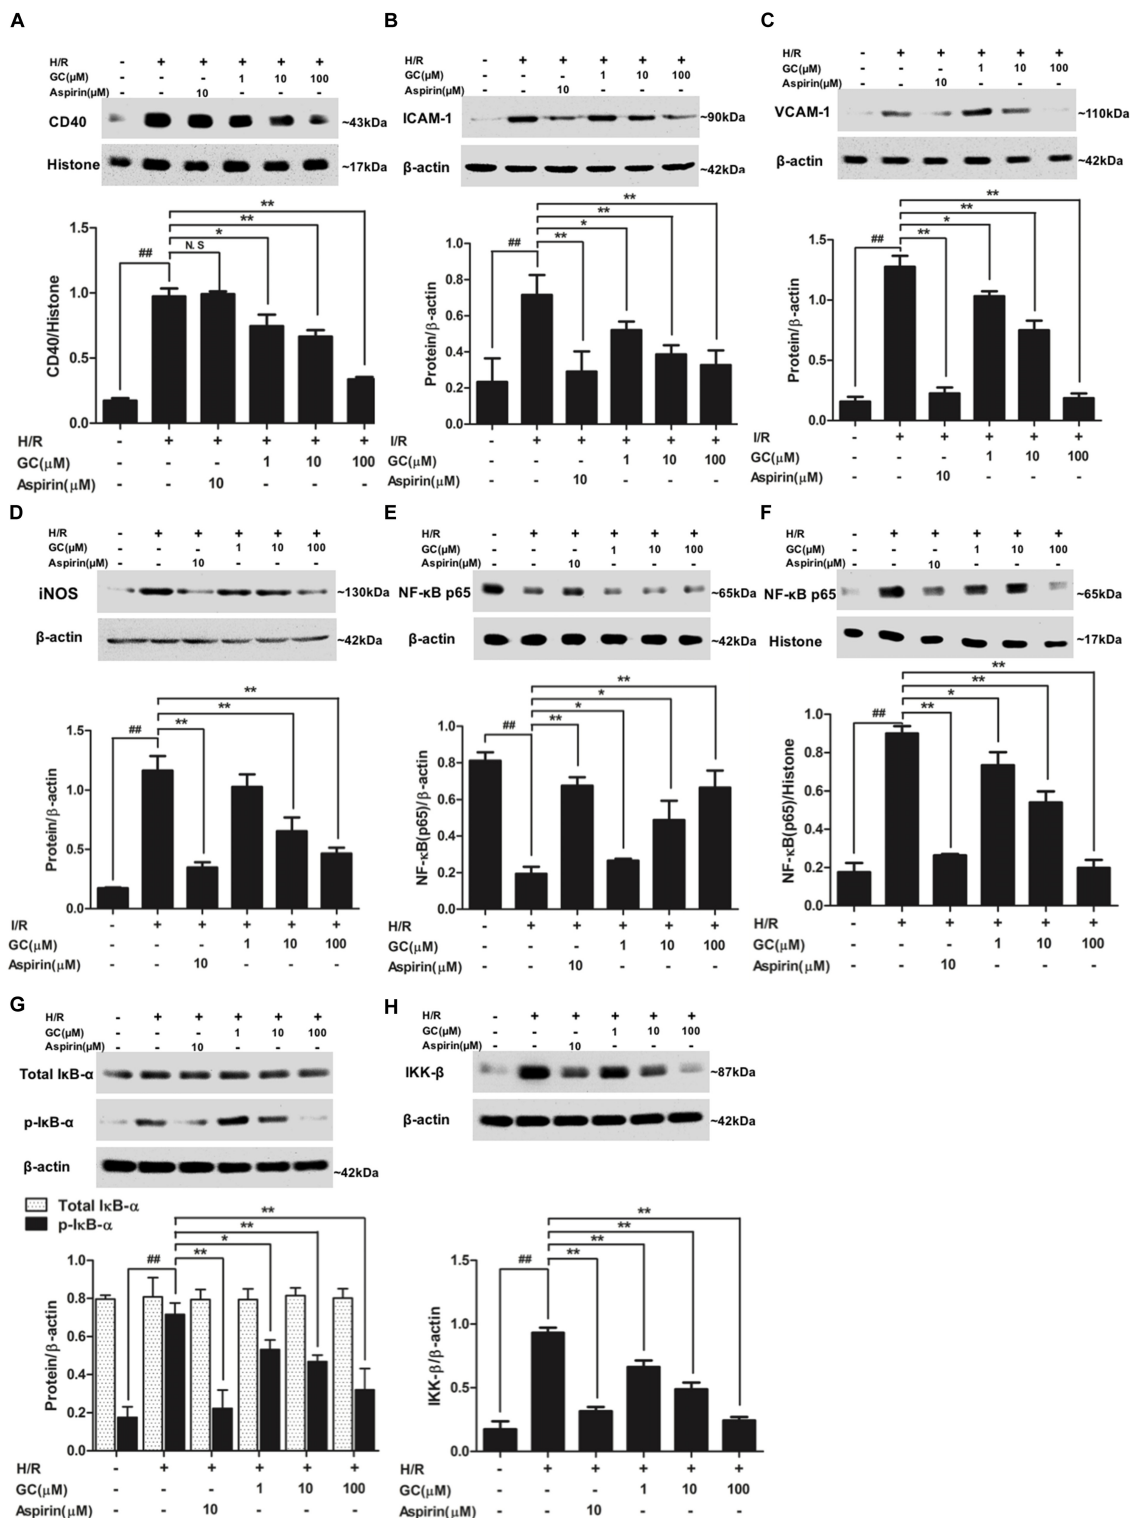 A
H/R - + + + + +
GC(μM) - - - 1 10 100
Aspirin(μM) - - 10 - - -
CD40 ~43kDa
Histone ~17kDa
**
**
*
N. S
##
CD40/Histone
1.5
1.0
0.5
0.0
H/R - + + + + +
GC(μM) - - - 1 10 100
Aspirin(μM) - - 10 - - -
B
H/R - + + + + +
GC(μM) - - - 1 10 100
Aspirin(μM) - - 10 - - -
ICAM-1 ~90kDa
β-actin ~42kDa
**
**
*
**
##
Protein/β-actin
1.0
0.8
0.6
0.4
0.2
0.0
I/R - + + + + +
GC(μM) - - - 1 10 100
Aspirin(μM) - - 10 - - -
C
H/R - + + + + +
GC(μM) - - - 1 10 100
Aspirin(μM) - - 10 - - -
VCAM-1 ~110kDa
β-actin ~42kDa
**
**
*
**
##
Protein/β-actin
1.5
1.0
0.5
0.0
I/R - + + + + +
GC(μM) - - - 1 10 100
Aspirin(μM) - - 10 - - -
D
H/R - + + + + +
GC(μM) - - - 1 10 100
Aspirin(μM) - - 10 - - -
iNOS ~130kDa
β-actin ~42kDa
**
**
**
##
Protein/β-actin
1.5
1.0
0.5
0.0
I/R - + + + + +
GC(μM) - - - 1 10 100
Aspirin(μM) - - 10 - - -
E
H/R - + + + + +
GC(μM) - - - 1 10 100
Aspirin(μM) - - 10 - - -
NF-κB p65 ~65kDa
β-actin ~42kDa
**
*
*
**
##
NF-κB(p65)/β-actin
1.0
0.8
0.6
0.4
0.2
0.0
H/R - + + + + +
GC(μM) - - - 1 10 100
Aspirin(μM) - - 10 - - -
F
H/R - + + + + +
GC(μM) - - - 1 10 100
Aspirin(μM) - - 10 - - -
NF-κB p65 ~65kDa
Histone ~17kDa
**
**
*
**
##
NF-κB(p65)/Histone
1.0
0.8
0.6
0.4
0.2
0.0
H/R - + + + + +
GC(μM) - - - 1 10 100
Aspirin(μM) - - 10 - - -
G
H/R - + + + + +
GC(μM) - - - 1 10 100
Aspirin(μM) - - 10 - - -
Total IκB-α
p-IκB-α
β-actin ~42kDa
Total IκB-α
p-IκB-α
**
**
*
**
##
Protein/β-actin
1.0
0.8
0.6
0.4
0.2
0.0
H/R - + + + + +
GC(μM) - - - 1 10 100
Aspirin(μM) - - 10 - - -
H
H/R - + + + + +
GC(μM) - - - 1 10 100
Aspirin(μM) - - 10 - - -
IKK-β ~87kDa
β-actin ~42kDa
**
**
**
**
##
IKK-β/β-actin
1.5
1.0
0.5
0.0
H/R - + + + + +
GC(μM) - - - 1 10 100
Aspirin(μM) - - 10 - - -